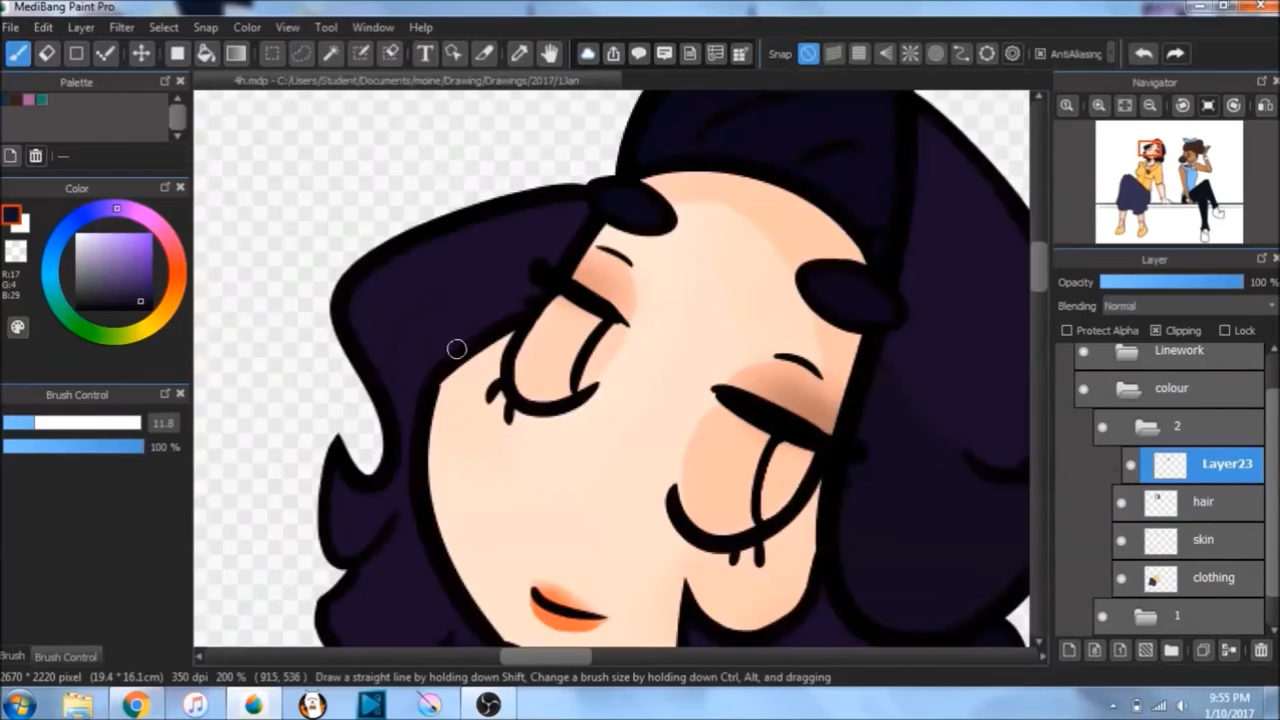 MediBang Paint Pro
File Edit Layer Filter Select Snap Color View Tool Window Help
T Snap AntiAliasing
Palette 4h.mdp - C:/Users/Student/Documents/moine/Drawing/Drawings/2017/1Jan Navigator
Color
R:17
G:4
B:29
Layer
Opacity 100 %
Blending Normal
Protect Alpha Clipping Lock
Linework
colour
2
Layer23
hair
skin
clothing
1
Brush Control
11.8
100 %
Brush Control
2670 * 2220 pixel (19.4 * 16.1cm) 350 dpi 200 % ( 915, 536 ) Draw a straight line by holding down Shift, Change a brush size by holding down Ctrl, Alt, and dragging
9:55 PM
1/10/2017